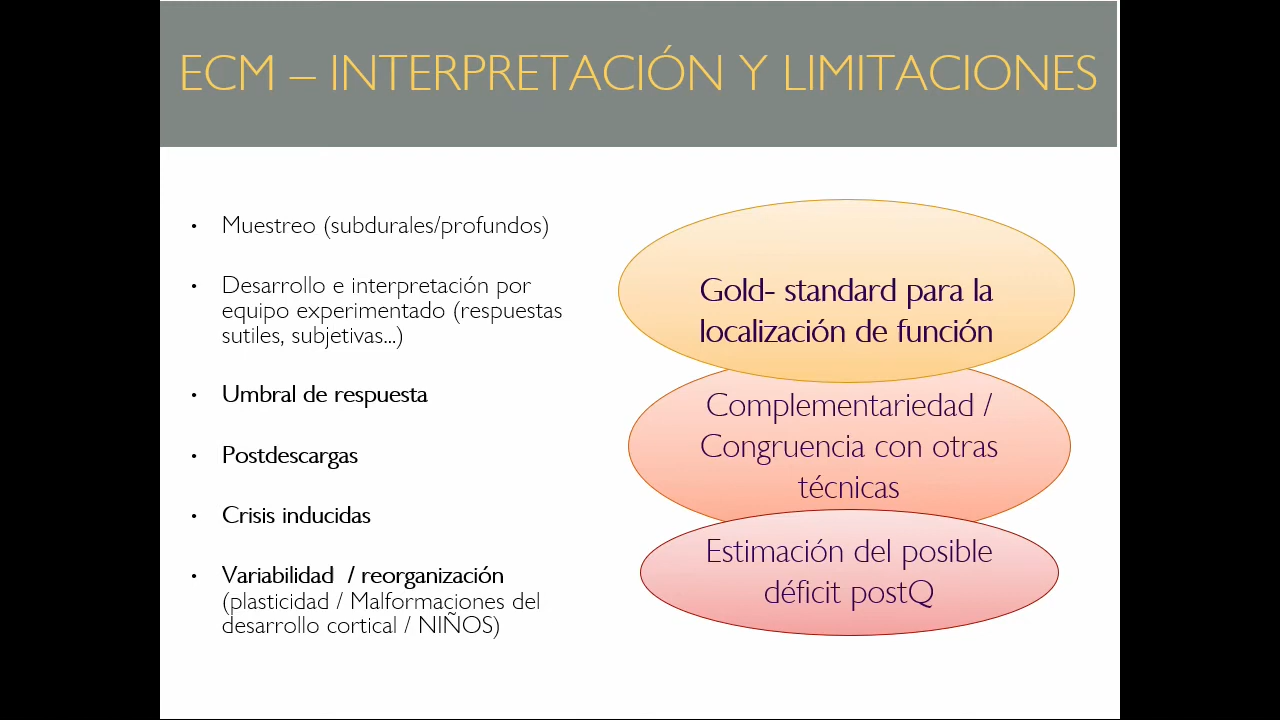 ECM – INTERPRETACIÓN Y LIMITACIONES
• Muestreo (subdurales/profundos)
• Desarrollo e interpretación por
equipo experimentado (respuestas
sutiles, subjetivas...)
• Umbral de respuesta
• Postdescargas
• Crisis inducidas
• Variabilidad / reorganización
(plasticidad / Malformaciones del
desarrollo cortical / NIÑOS)
Gold- standard para la
localización de función
Complementariedad /
Congruencia con otras
técnicas
Estimación del posible
déficit postQ